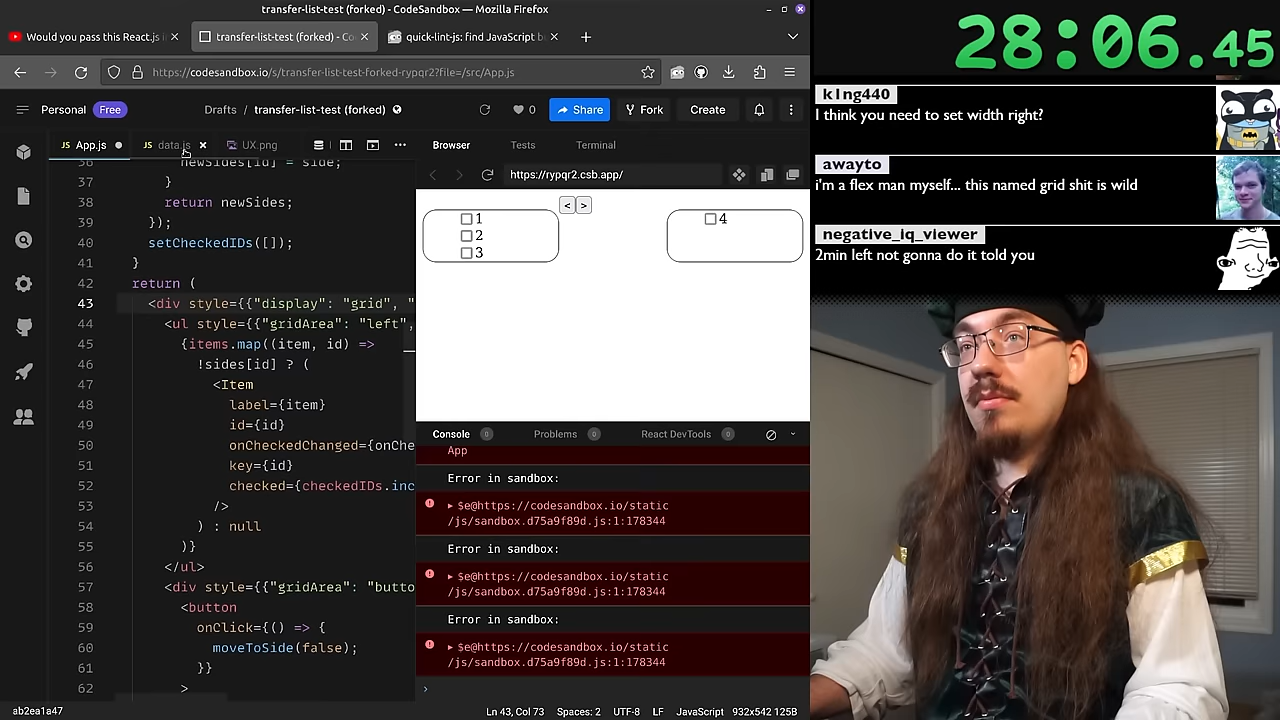 transfer-list-test (forked) - CodeSandbox — Mozilla Firefox
Would you pass this React.js i
transfer-list-test (forked) - Co
quick-lint-js: find JavaScript b
https://codesandbox.io/s/transfer-list-test-forked-rypqr2?file=/src/App.js
Personal Free
Drafts / transfer-list-test (forked)
0
Share
Fork
Create
JS App.js
JS data.js
UX.png
Browser
Tests
Terminal
https://rypqr2.csb.app/
36 newSides[id] = side;
37 }
38 return newSides;
39 });
40 setCheckedIDs([]);
41 }
42 return (
43 <div style={{"display": "grid", "
44 <ul style={{"gridArea": "left",
45 {items.map((item, id) =>
46 !sides[id] ? (
47 <Item
48 label={item}
49 id={id}
50 onCheckedChanged={onChe
51 key={id}
52 checked={checkedIDs.inc
53 />
54 ) : null
55 )}
56 </ul>
57 <div style={{"gridArea": "butto
58 <button
59 onClick={() => {
60 moveToSide(false);
61 }}
62 >
< >
1
2
3
4
Console 0
Problems 0
React DevTools 0
App
Error in sandbox:
▸ $e@https://codesandbox.io/static
/js/sandbox.d75a9f89d.js:1:178344
Error in sandbox:
▸ $e@https://codesandbox.io/static
/js/sandbox.d75a9f89d.js:1:178344
Error in sandbox:
▸ $e@https://codesandbox.io/static
/js/sandbox.d75a9f89d.js:1:178344
›
ab2ea1a47
Ln 43, Col 73 Spaces: 2 UTF-8 LF JavaScript 932x542 125B
28:06.45
k1ng440
I think you need to set width right?
awayto
i'm a flex man myself... this named grid shit is wild
negative_iq_viewer
2min left not gonna do it told you